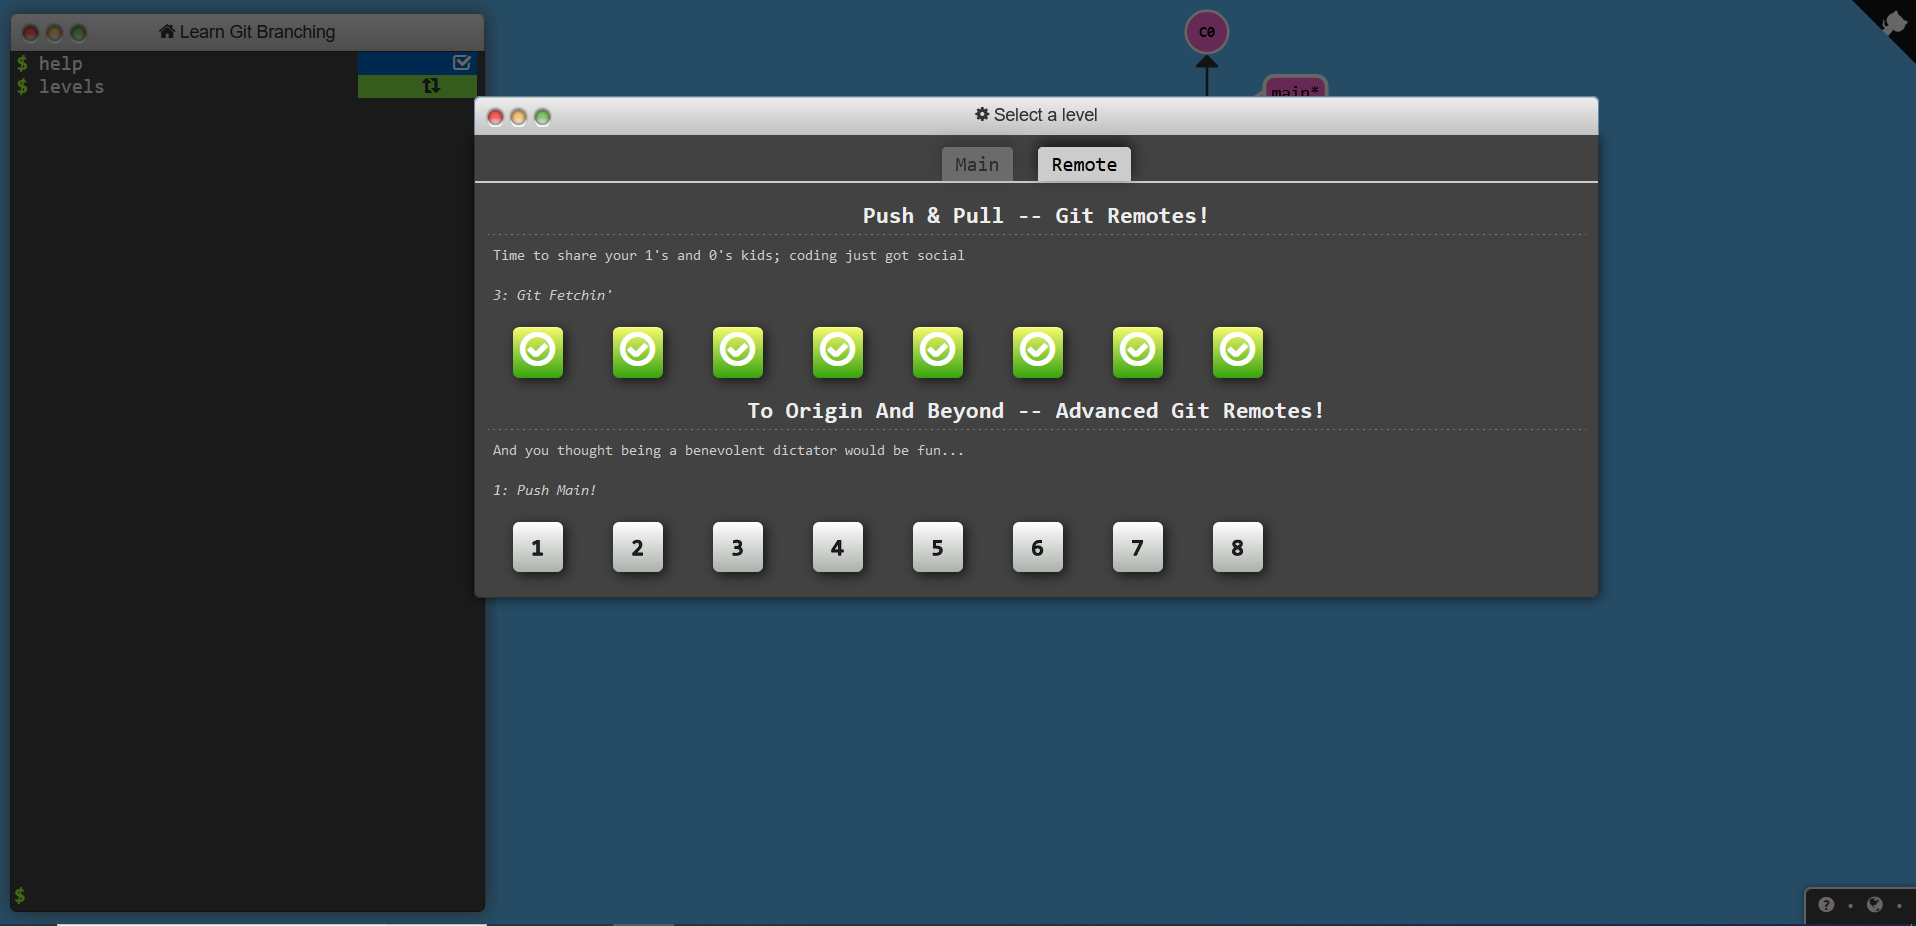 Learn Git Branching
$ help
$ levels
$
C0
main*
Select a level
Main
Remote
Push & Pull -- Git Remotes!
Time to share your 1's and 0's kids; coding just got social
3: Git Fetchin'
To Origin And Beyond -- Advanced Git Remotes!
And you thought being a benevolent dictator would be fun...
1: Push Main!
1 2 3 4 5 6 7 8